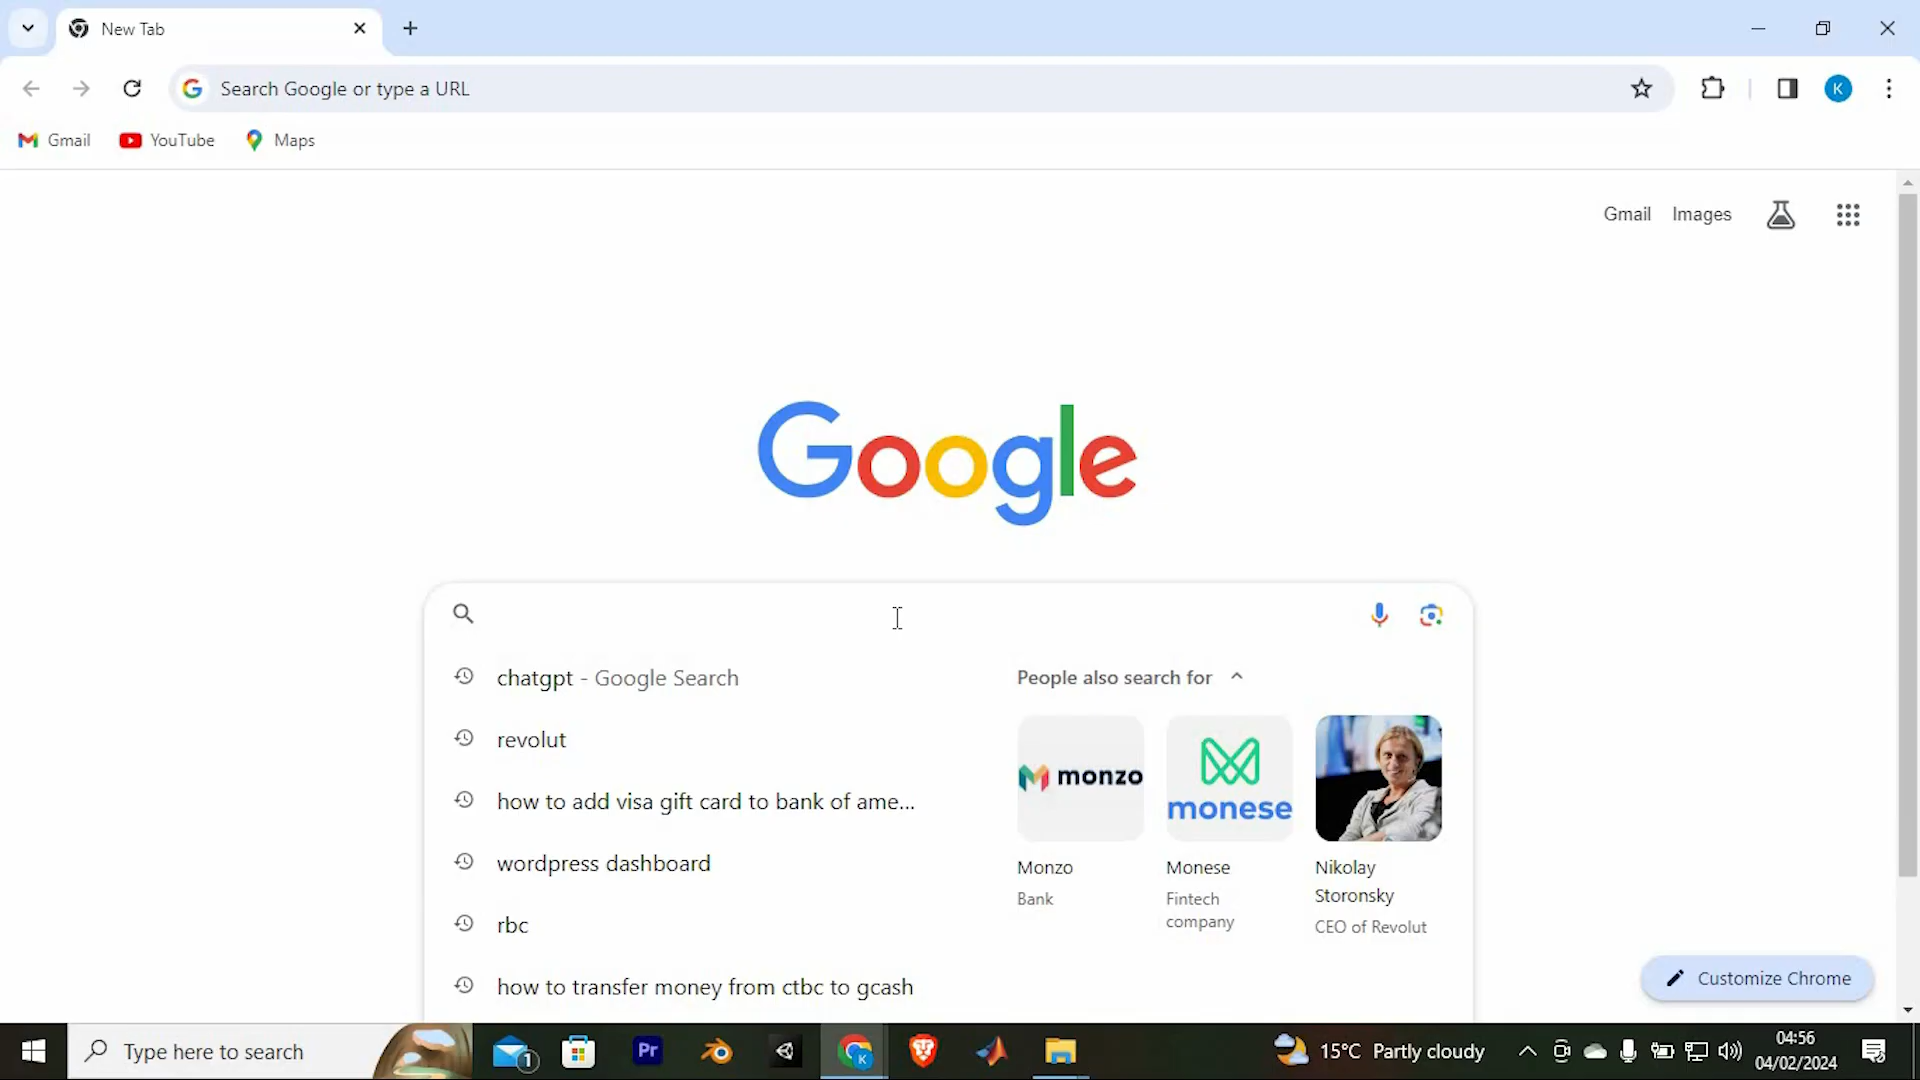 New Tab
Search Google or type a URL
K
Gmail
YouTube
Maps
Gmail
Images
Google
chatgpt - Google Search
revolut
how to add visa gift card to bank of ame...
wordpress dashboard
rbc
how to transfer money from ctbc to gcash
People also search for
monzo
monese
Monzo
Bank
Monese
Fintech
company
Nikolay
Storonsky
CEO of Revolut
Customize Chrome
Type here to search
1
Pr
K
15°C Partly cloudy
04:56
04/02/2024